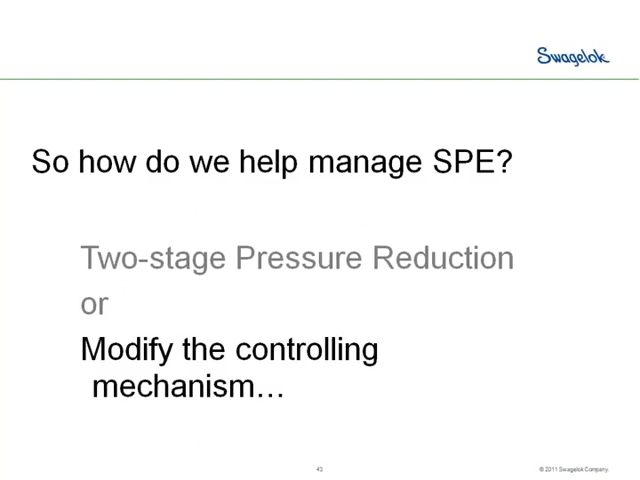 Swagelok
So how do we help manage SPE?
Two-stage Pressure Reduction
or
Modify the controlling
mechanism...
43
© 2011 Swagelok Company.